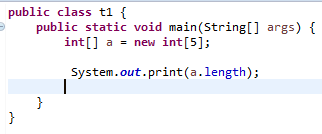 public class t1 {
    public static void main(String[] args) {
        int[] a = new int[5];

         System.out.print(a.length);

    }
}